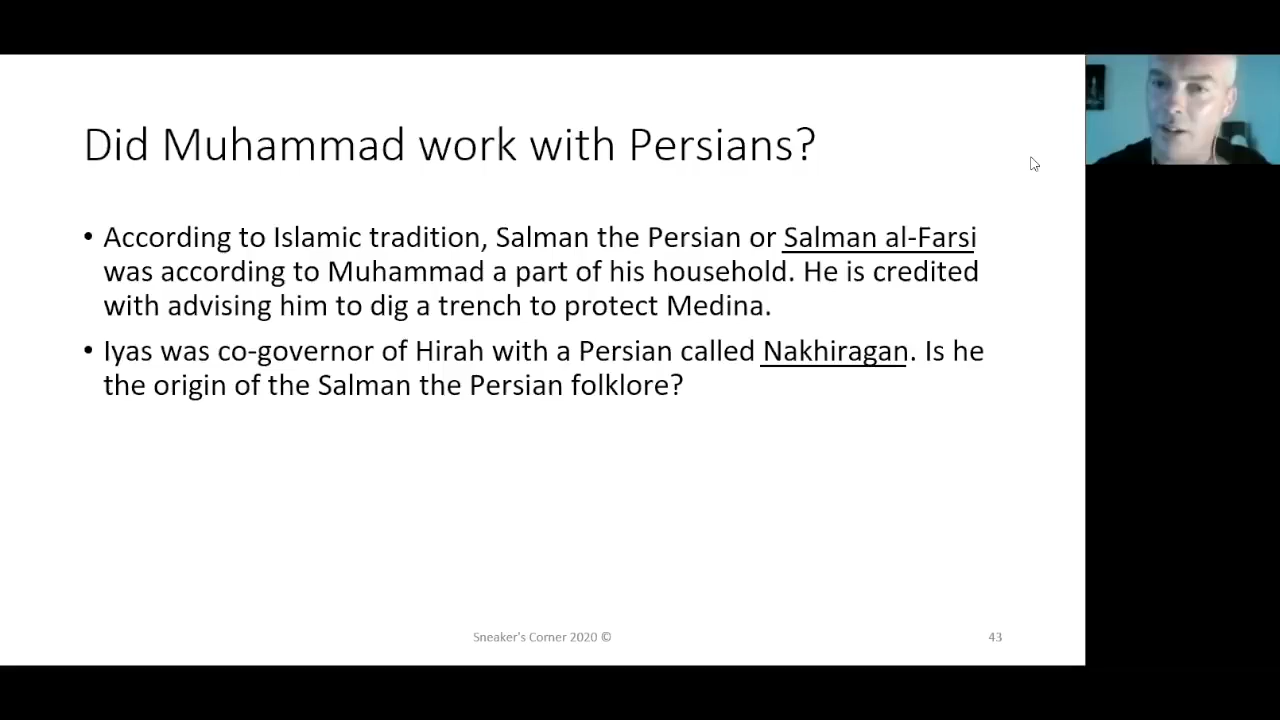 Did Muhammad work with Persians?
• According to Islamic tradition, Salman the Persian or Salman al-Farsi
was according to Muhammad a part of his household. He is credited
with advising him to dig a trench to protect Medina.
• Iyas was co-governor of Hirah with a Persian called Nakhiragan. Is he
the origin of the Salman the Persian folklore?
Sneaker's Corner 2020 ©
43